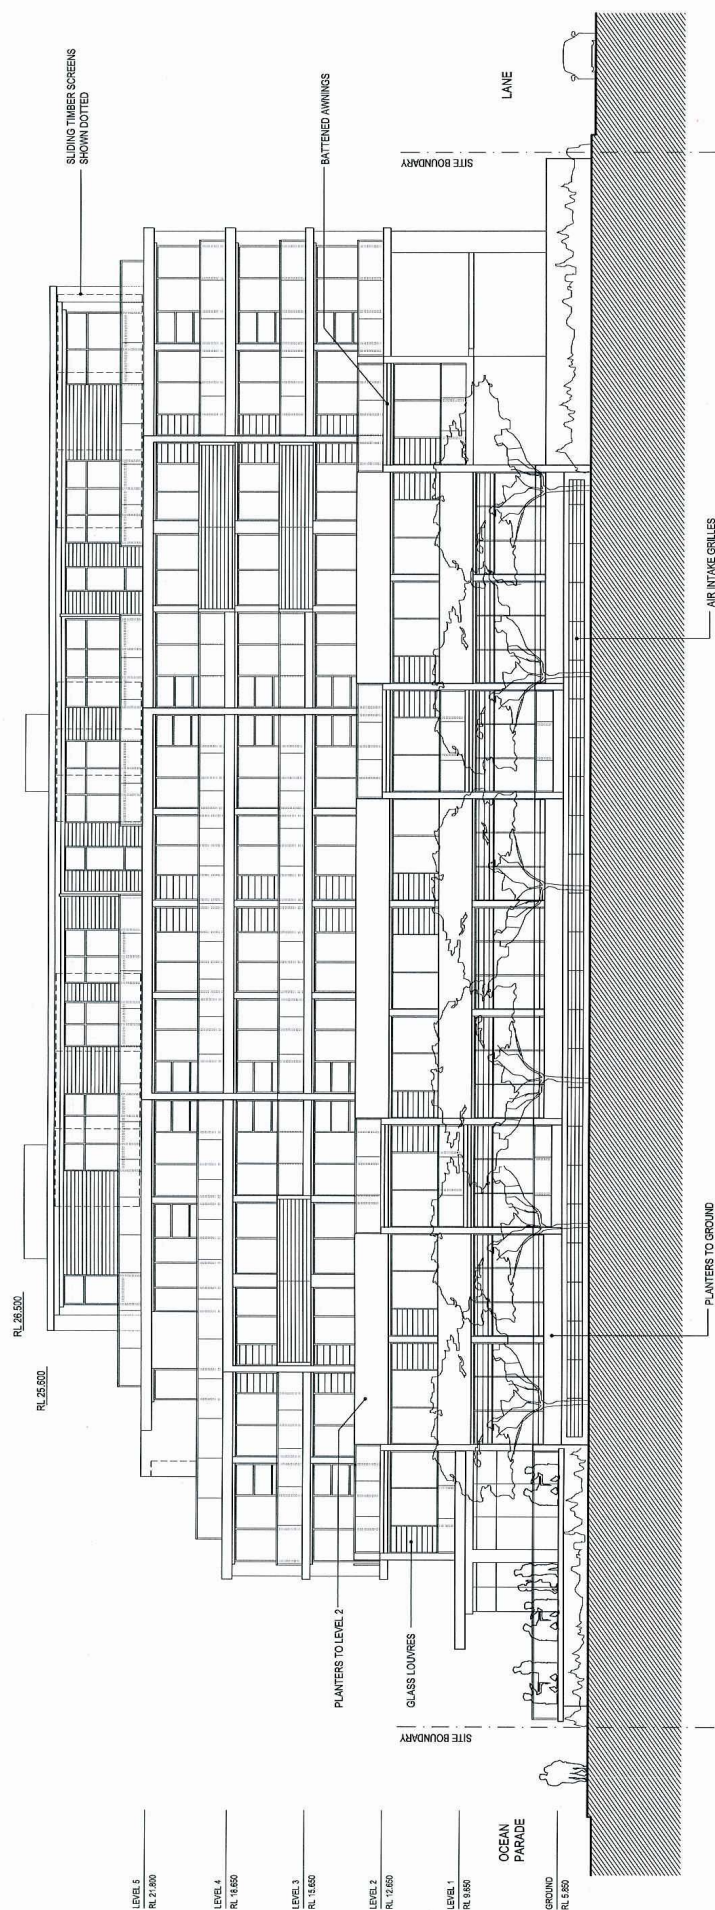 SLIDING TIMBER SCREENS
SHOWN DOTTED
BATTENED AWNINGS
LANE
SITE BOUNDARY
RL 26.500
RL 25.600
PLANTERS TO LEVEL 2
GLASS LOUVRES
SITE BOUNDARY
OCEAN
PARADE
LEVEL 5
RL 21.800
LEVEL 4
RL 18.650
LEVEL 3
RL 15.650
LEVEL 2
RL 12.650
LEVEL 1
RL 9.650
GROUND
RL 5.850
PLANTERS TO GROUND
AIR INTAKE GRILLES